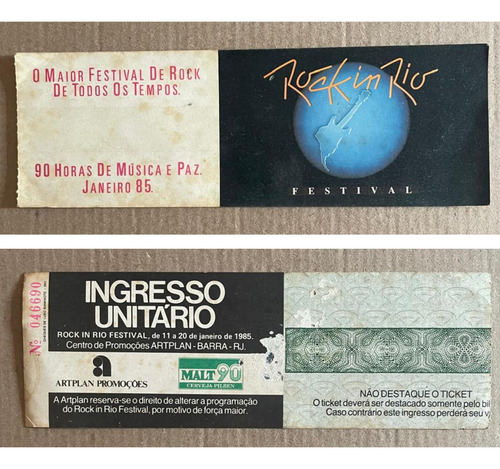 O MAIOR FESTIVAL DE ROCK
DE TODOS OS TEMPOS.
90 HORAS DE MÚSICA E PAZ.
JANEIRO 85.
Rock in Rio
FESTIVAL
Nº 046690
INGRESSO
UNITÁRIO
ROCK IN RIO FESTIVAL, de 11 a 20 de janeiro de 1985.
Centro de Promoções ARTPLAN - BARRA - RJ.
a
ARTPLAN PROMOÇÕES
MALT 90
CERVEJA PILSEN
A Artplan reserva-se o direito de alterar a programação
do Rock in Rio Festival, por motivo de força maior.
NÃO DESTAQUE O TICKET
O ticket deverá ser destacado somente pelo bil
Caso contrário este ingresso perderá seu v